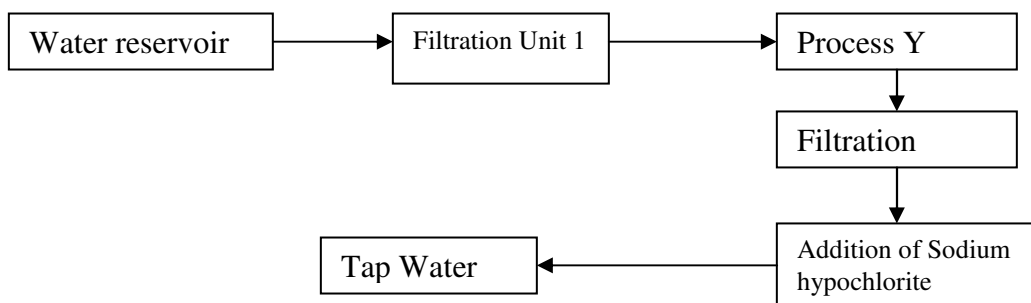 Water reservoir
Filtration Unit 1
Process Y
Filtration
Addition of Sodium
hypochlorite
Tap Water